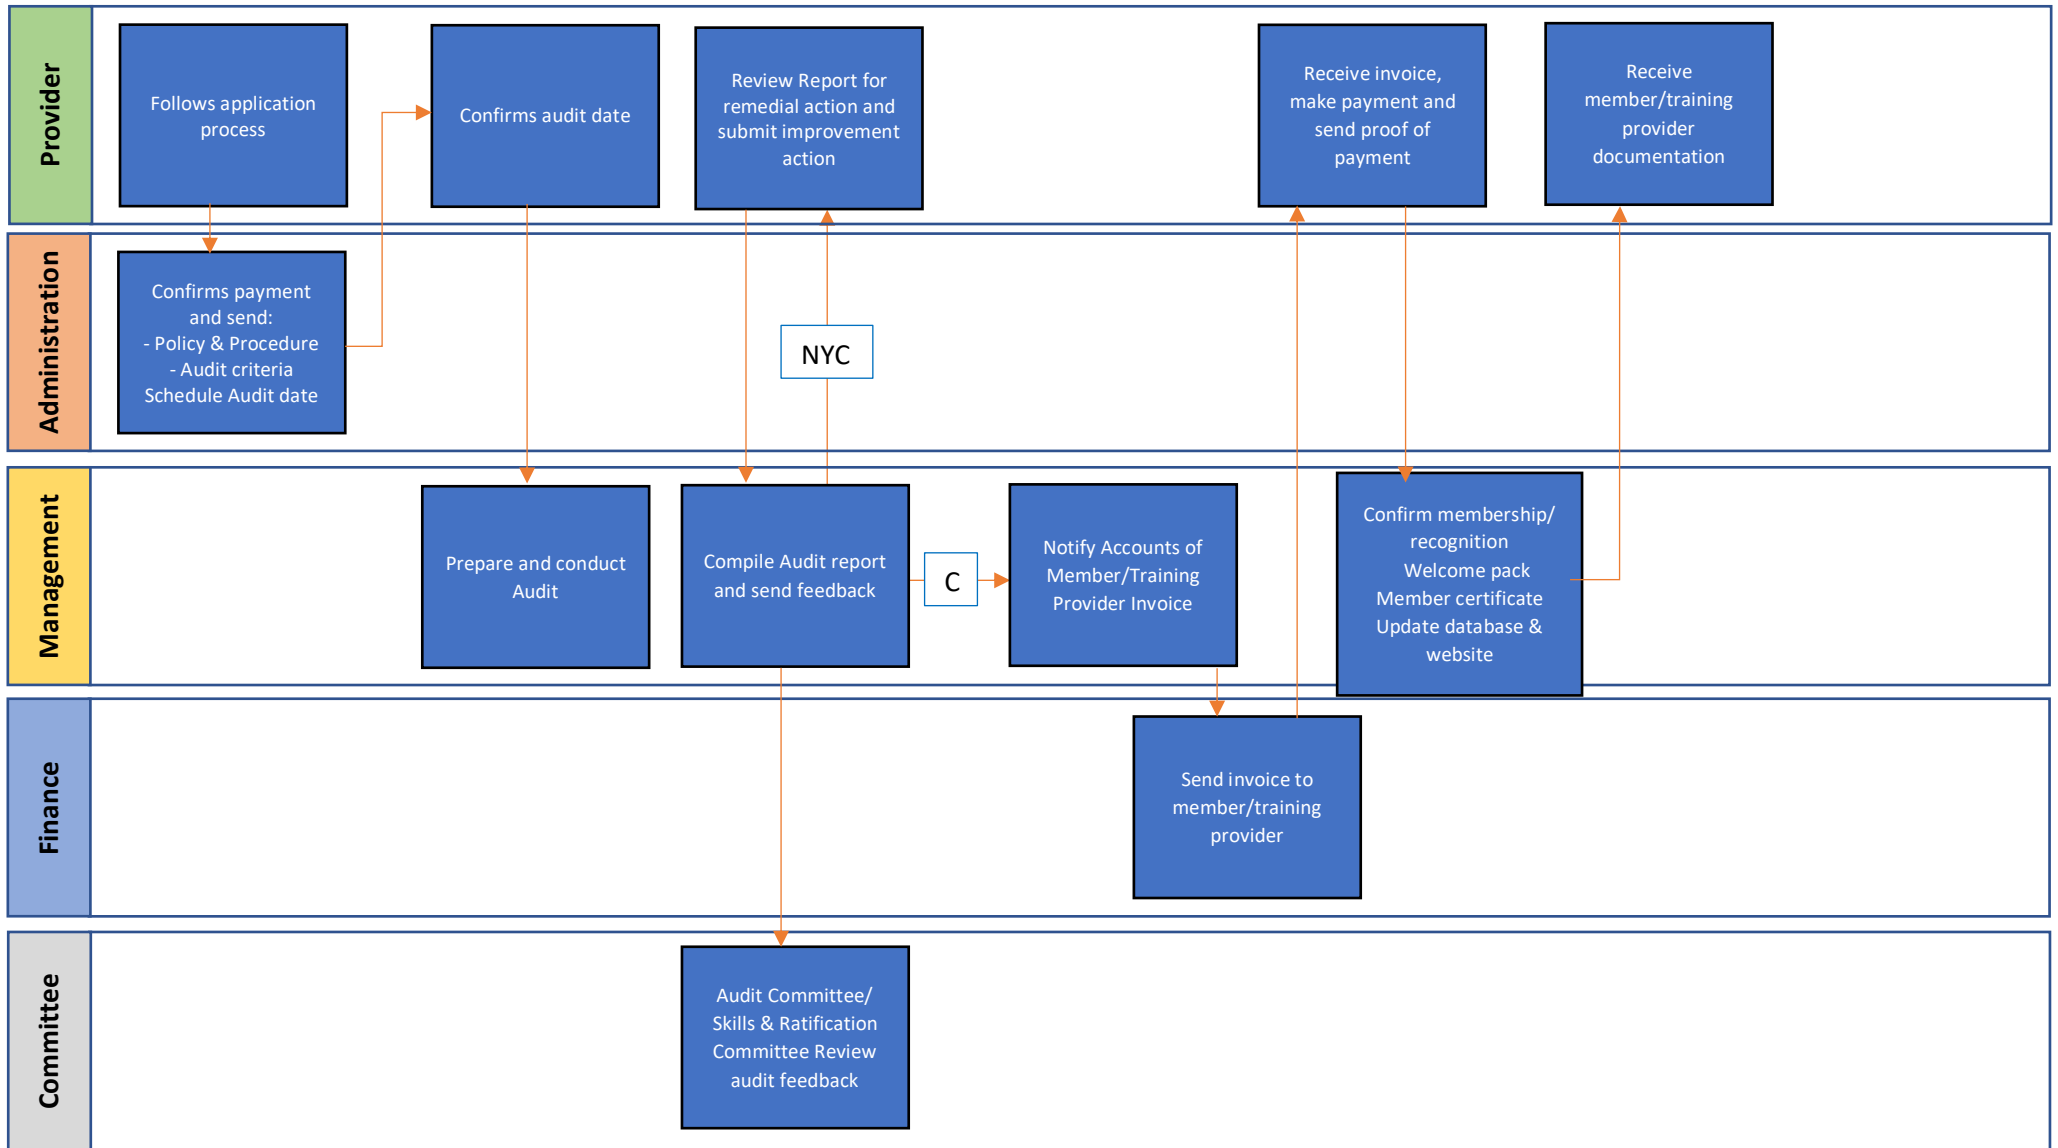 Provider
Follows application
process
Confirms audit date
Review Report for
remedial action and
submit improvement
action
Receive invoice,
make payment and
send proof of
payment
Receive
member/training
provider
documentation
Administration
Confirms payment
and send:
- Policy & Procedure
- Audit criteria
Schedule Audit date
NYC
Management
Prepare and conduct
Audit
Compile Audit report
and send feedback
C
Notify Accounts of
Member/Training
Provider Invoice
Confirm membership/
recognition
Welcome pack
Member certificate
Update database &
website
Finance
Send invoice to
member/training
provider
Committee
Audit Committee/
Skills & Ratification
Committee Review
audit feedback